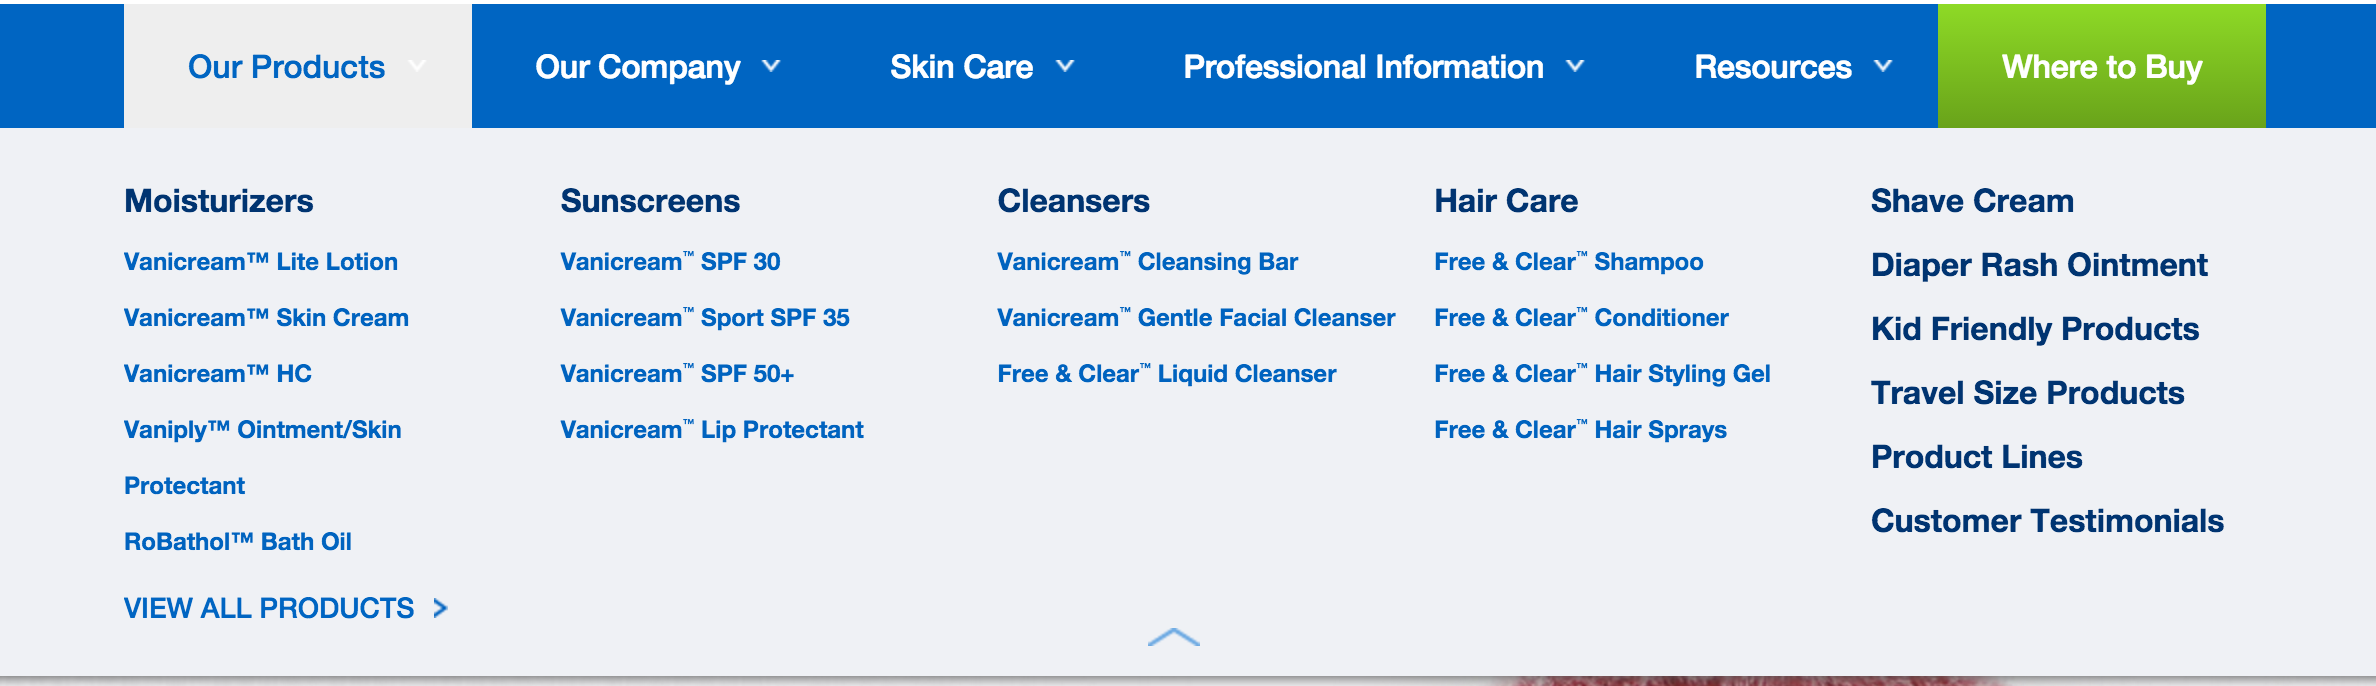 Our Products
Our Company
Skin Care
Professional Information
Resources
Where to Buy
Moisturizers
Vanicream™ Lite Lotion
Vanicream™ Skin Cream
Vanicream™ HC
Vaniply™ Ointment/Skin
Protectant
RoBathol™ Bath Oil
VIEW ALL PRODUCTS >
Sunscreens
Vanicream™ SPF 30
Vanicream™ Sport SPF 35
Vanicream™ SPF 50+
Vanicream™ Lip Protectant
Cleansers
Vanicream™ Cleansing Bar
Vanicream™ Gentle Facial Cleanser
Free & Clear™ Liquid Cleanser
Hair Care
Free & Clear™ Shampoo
Free & Clear™ Conditioner
Free & Clear™ Hair Styling Gel
Free & Clear™ Hair Sprays
Shave Cream
Diaper Rash Ointment
Kid Friendly Products
Travel Size Products
Product Lines
Customer Testimonials